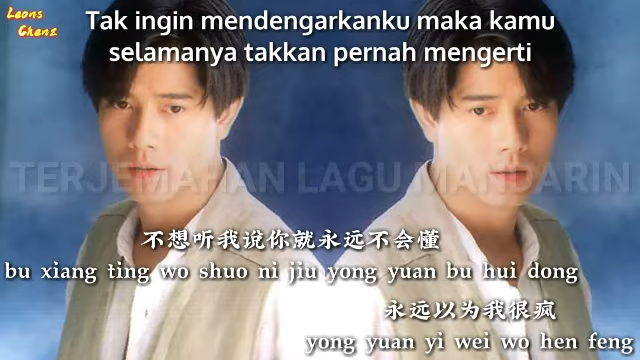 Leons
Chenz
Tak ingin mendengarkanku maka kamu
selamanya takkan pernah mengerti
TERJEMAHAN LAGU MANDARIN
不想听我说你就永远不会懂
bu xiang ting wo shuo ni jiu yong yuan bu hui dong
永远以为我很疯
yong yuan yi wei wo hen feng